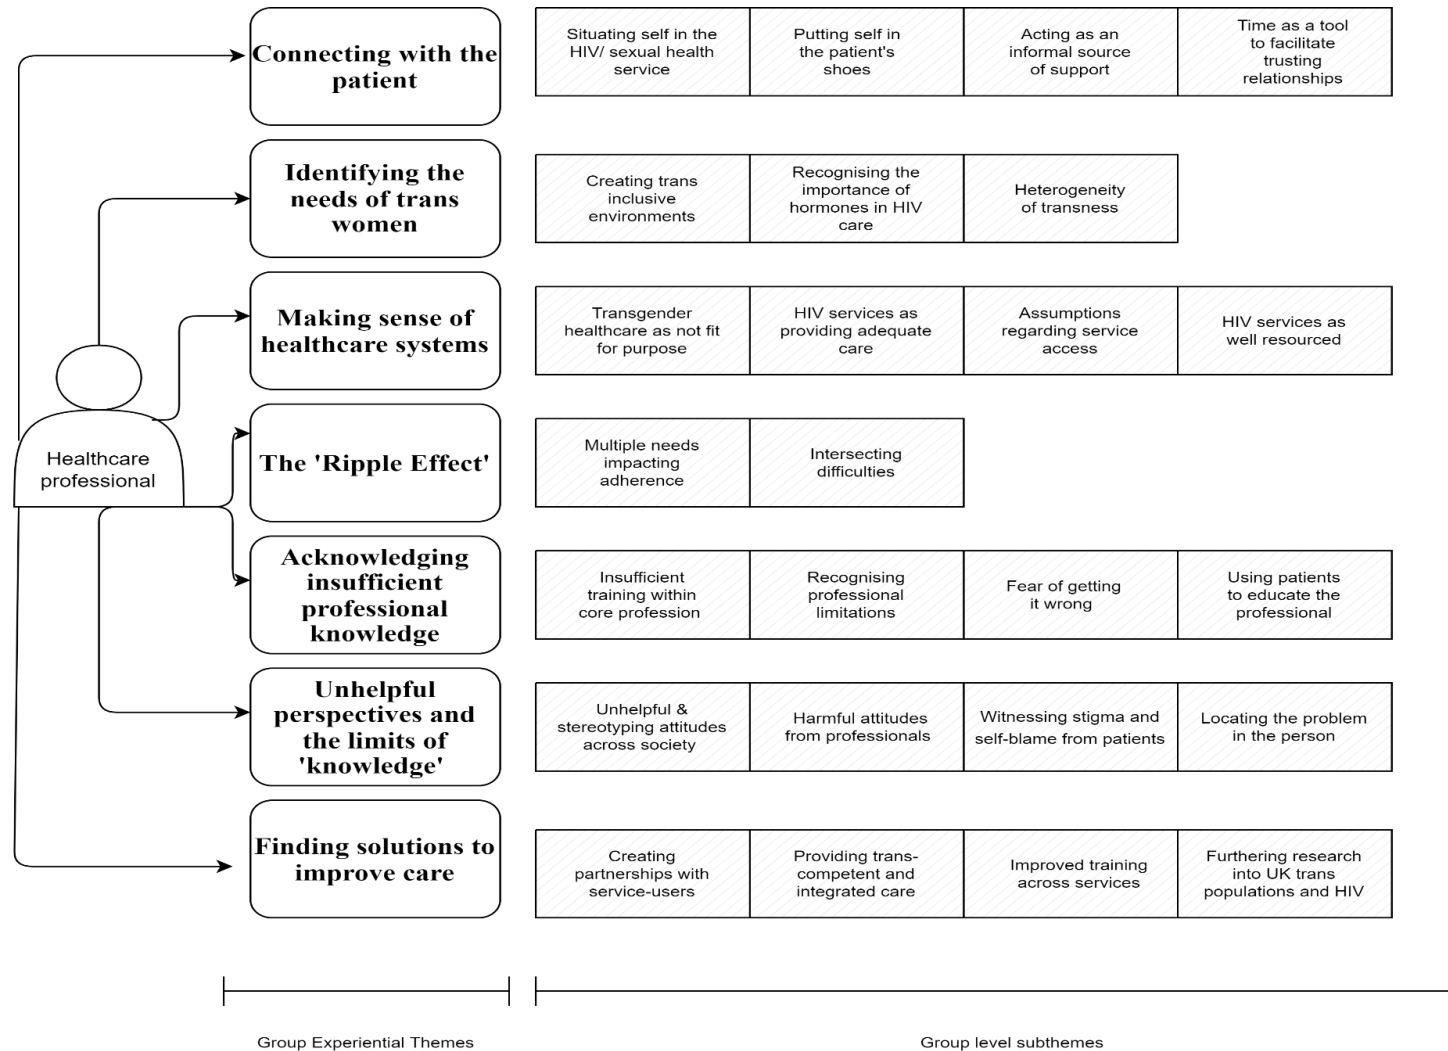 Connecting with the
patient
Situating self in the
HIV/ sexual health
service
Putting self in
the patient's
shoes
Acting as an
informal source
of support
Time as a tool
to facilitate
trusting
relationships
Identifying the
needs of trans
women
Creating trans
inclusive
environments
Recognising the
importance of
hormones in HIV
care
Heterogeneity
of transness
Making sense of
healthcare systems
Transgender
healthcare as not fit
for purpose
HIV services as
providing adequate
care
Assumptions
regarding service
access
HIV services as
well resourced
Healthcare
professional
The 'Ripple Effect'
Multiple needs
impacting
adherence
Intersecting
difficulties
Acknowledging
insufficient
professional
knowledge
Insufficient
training within
core profession
Recognising
professional
limitations
Fear of getting
it wrong
Using patients
to educate the
professional
Unhelpful
perspectives and
the limits of
'knowledge'
Unhelpful &
stereotyping attitudes
across society
Harmful attitudes
from professionals
Witnessing stigma and
self-blame from patients
Locating the problem
in the person
Finding solutions to
improve care
Creating
partnerships with
service-users
Providing trans-
competent and
integrated care
Improved training
across services
Furthering research
into UK trans
populations and HIV
Group Experiential Themes
Group level subthemes